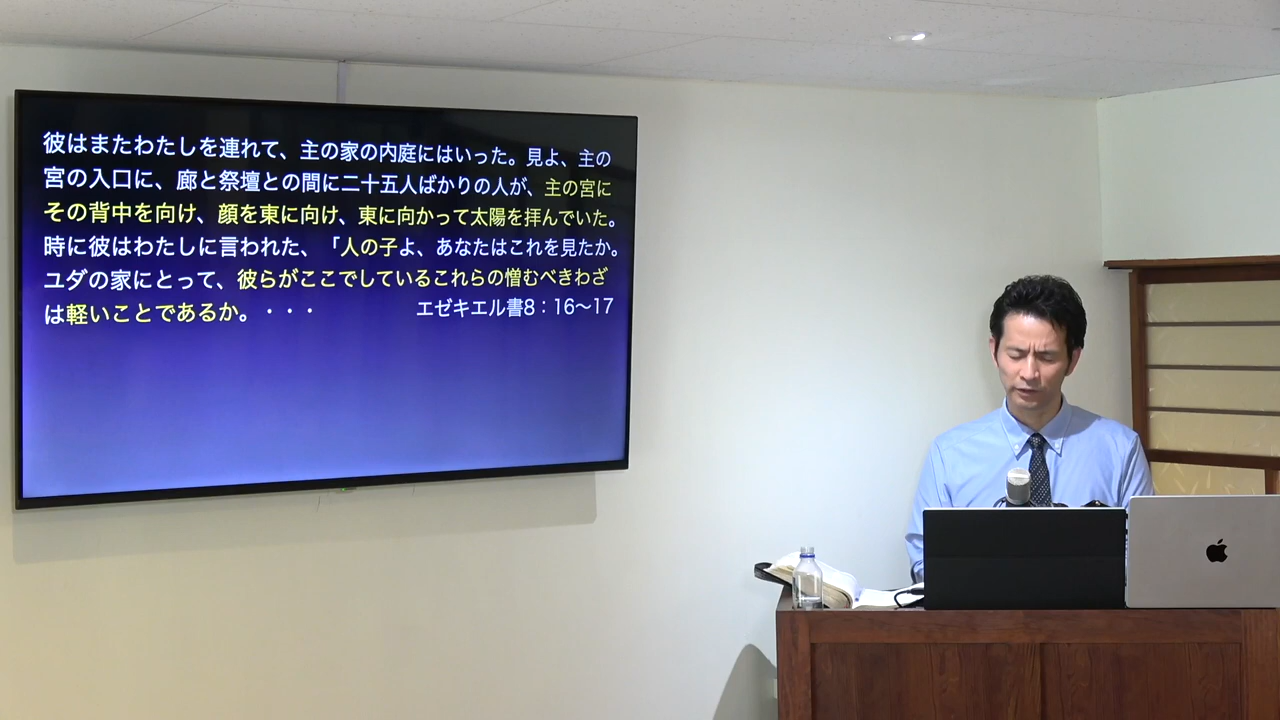 彼はまたわたしを連れて、主の家の内庭にはいった。見よ、主の
宮の入口に、廊と祭壇との間に二十五人ばかりの人が、主の宮に
その背中を向け、顔を東に向け、東に向かって太陽を拝んでいた。
時に彼はわたしに言われた、「人の子よ、あなたはこれを見たか。
ユダの家にとって、彼らがここでしているこれらの憎むべきわざ
は軽いことであるか。・・・ エゼキエル書8：16〜17